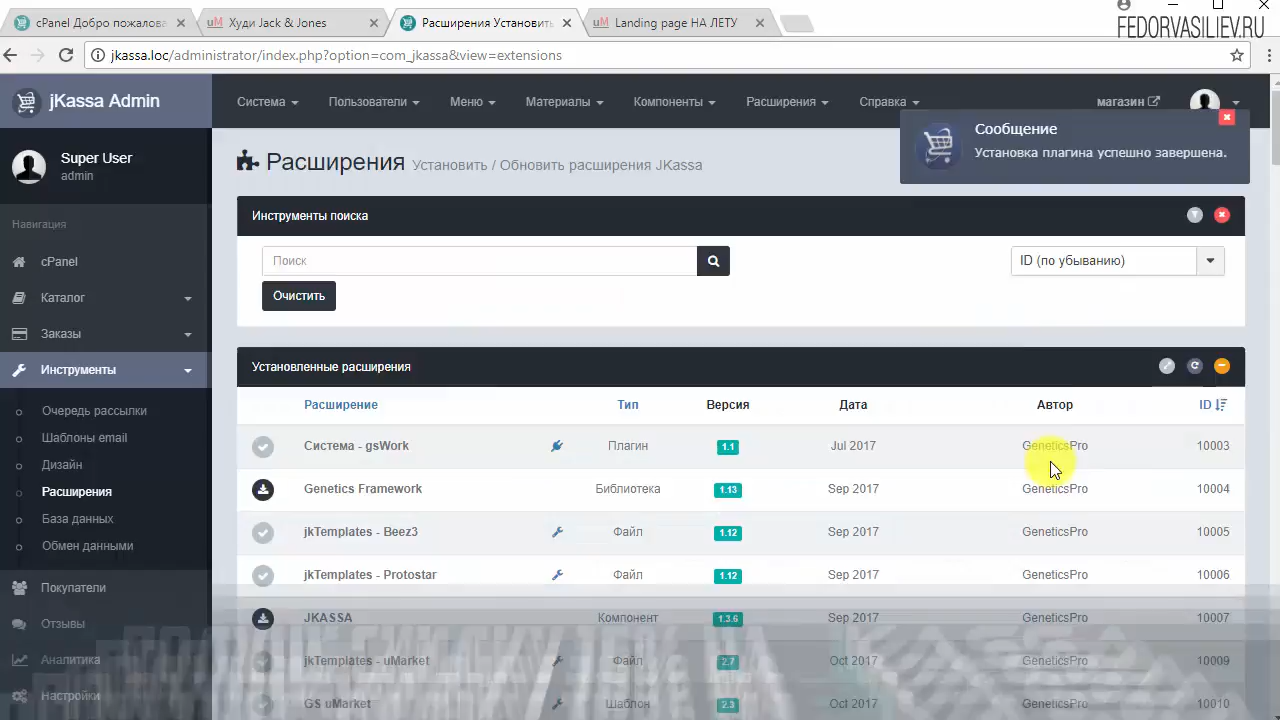 cPanel Добро пожалова
Худи Jack & Jones
Расширения Установить
Landing page НА ЛЕТУ
FEDORVASILIEV.RU
jkassa.loc/administrator/index.php?option=com_jkassa&view=extensions
jKassa Admin
Система
Пользователи
Меню
Материалы
Компоненты
Расширения
Справка
магазин
Сообщение
Установка плагина успешно завершена.
Super User
admin
Расширения Установить / Обновить расширения JKassa
Навигация
cPanel
Каталог
Заказы
Инструменты
Очередь рассылки
Шаблоны email
Дизайн
Расширения
База данных
Обмен данными
Покупатели
Отзывы
Аналитика
Настройки
Инструменты поиска
Поиск
ID (по убыванию)
Очистить
Установленные расширения
Расширение Тип Версия Дата Автор ID
Система - gsWork Плагин 1.1 Jul 2017 GeneticsPro 10003
Genetics Framework Библиотека 1.13 Sep 2017 GeneticsPro 10004
jkTemplates - Beez3 Файл 1.12 Sep 2017 GeneticsPro 10005
jkTemplates - Protostar Файл 1.12 Sep 2017 GeneticsPro 10006
JKASSA Компонент 1.3.6 Sep 2017 GeneticsPro 10007
jkTemplates - uMarket Файл 2.7 Oct 2017 GeneticsPro 10009
GS uMarket Шаблон 2.3 Oct 2017 GeneticsPro 10010